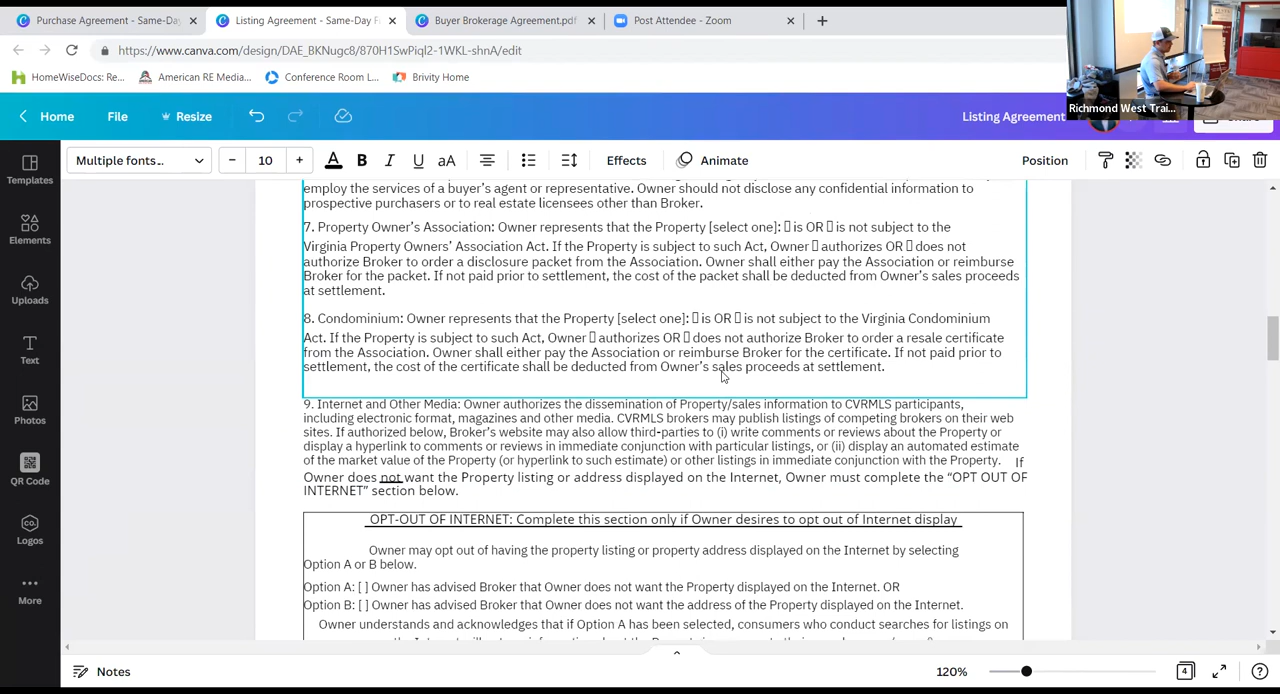 Purchase Agreement - Same-Day
Listing Agreement - Same-Day F
Buyer Brokerage Agreement.pdf
Post Attendee - Zoom
https://www.canva.com/design/DAE_BKNugc8/870H1SwPiqI2-1WKL-shnA/edit
HomeWiseDocs: Re...
American RE Media...
Conference Room L...
Brivity Home
Richmond West Trai...
Home
File
Resize
Listing Agreement
Multiple fonts...
10
A
B
I
U
aA
Effects
Animate
Position
Templates
Elements
Uploads
Text
Photos
QR Code
Logos
More
employ the services of a buyer's agent or representative. Owner should not disclose any confidential information to
prospective purchasers or to real estate licensees other than Broker.
7. Property Owner's Association: Owner represents that the Property [select one]: ▯ is OR ▯ is not subject to the
Virginia Property Owners' Association Act. If the Property is subject to such Act, Owner ▯ authorizes OR ▯ does not
authorize Broker to order a disclosure packet from the Association. Owner shall either pay the Association or reimburse
Broker for the packet. If not paid prior to settlement, the cost of the packet shall be deducted from Owner's sales proceeds
at settlement.
8. Condominium: Owner represents that the Property [select one]: ▯ is OR ▯ is not subject to the Virginia Condominium
Act. If the Property is subject to such Act, Owner ▯ authorizes OR ▯ does not authorize Broker to order a resale certificate
from the Association. Owner shall either pay the Association or reimburse Broker for the certificate. If not paid prior to
settlement, the cost of the certificate shall be deducted from Owner's sales proceeds at settlement.
9. Internet and Other Media: Owner authorizes the dissemination of Property/sales information to CVRMLS participants,
including electronic format, magazines and other media. CVRMLS brokers may publish listings of competing brokers on their web
sites. If authorized below, Broker's website may also allow third-parties to (i) write comments or reviews about the Property or
display a hyperlink to comments or reviews in immediate conjunction with particular listings, or (ii) display an automated estimate
of the market value of the Property (or hyperlink to such estimate) or other listings in immediate conjunction with the Property. If
Owner does not want the Property listing or address displayed on the Internet, Owner must complete the “OPT OUT OF
INTERNET” section below.
OPT-OUT OF INTERNET: Complete this section only if Owner desires to opt out of Internet display
Owner may opt out of having the property listing or property address displayed on the Internet by selecting
Option A or B below.
Option A: [ ] Owner has advised Broker that Owner does not want the Property displayed on the Internet. OR
Option B: [ ] Owner has advised Broker that Owner does not want the address of the Property displayed on the Internet.
Owner understands and acknowledges that if Option A has been selected, consumers who conduct searches for listings on
Notes
120%
4